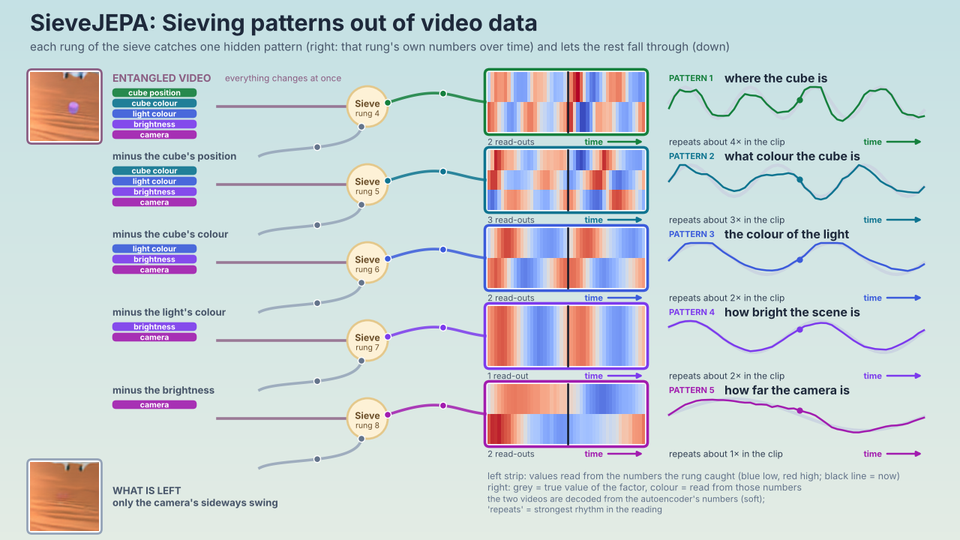 SieveJEPA: Sieving patterns out of video data
each rung of the sieve catches one hidden pattern (right: that rung's own numbers over time) and lets the rest fall through (down)
ENTANGLED VIDEO everything changes at once
cube position
cube colour
light colour
brightness
camera
Sieve
rung 4
2 read-outs time
PATTERN 1 where the cube is
repeats about 4× in the clip time
minus the cube's position
cube colour
light colour
brightness
camera
Sieve
rung 5
3 read-outs time
PATTERN 2 what colour the cube is
repeats about 3× in the clip time
minus the cube's colour
light colour
brightness
camera
Sieve
rung 6
2 read-outs time
PATTERN 3 the colour of the light
repeats about 2× in the clip time
minus the light's colour
brightness
camera
Sieve
rung 7
1 read-out time
PATTERN 4 how bright the scene is
repeats about 2× in the clip time
minus the brightness
camera
Sieve
rung 8
2 read-outs time
PATTERN 5 how far the camera is
repeats about 1× in the clip time
WHAT IS LEFT
only the camera's sideways swing
left strip: values read from the numbers the rung caught (blue low, red high; black line = now)
right: grey = true value of the factor, colour = read from those numbers
the two videos are decoded from the autoencoder's numbers (soft);
'repeats' = strongest rhythm in the reading